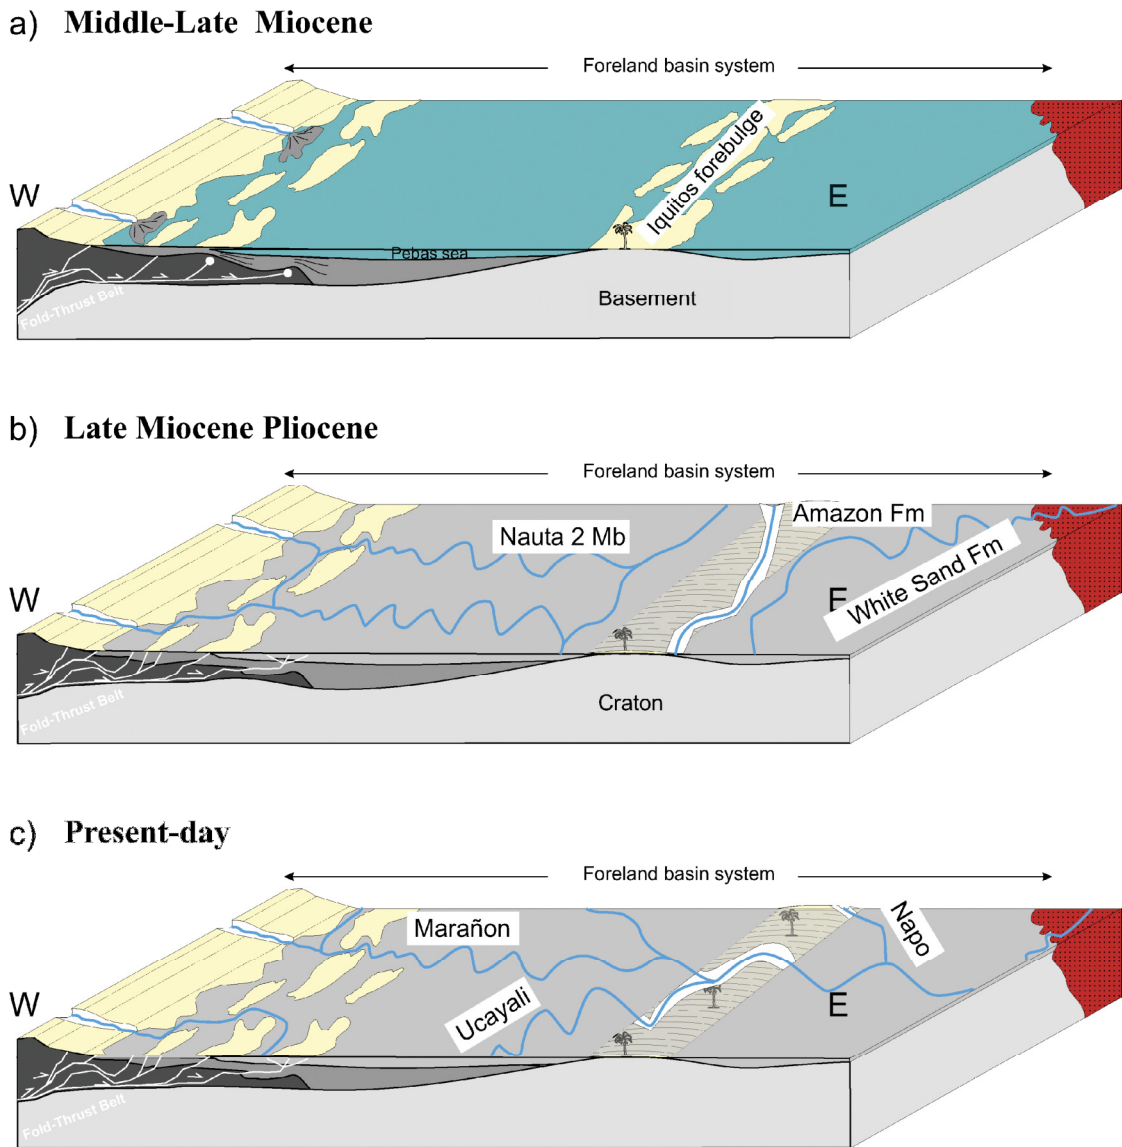 a) Middle-Late Miocene
Foreland basin system
W
Iquitos forebulge
E
Pebas sea
Fold-Thrust Belt
Basement
b) Late Miocene Pliocene
Foreland basin system
Nauta 2 Mb
Amazon Fm
W
E
White Sand Fm
Fold-Thrust Belt
Craton
c) Present-day
Foreland basin system
Marañon
Napo
W
Ucayali
E
Fold-Thrust Belt